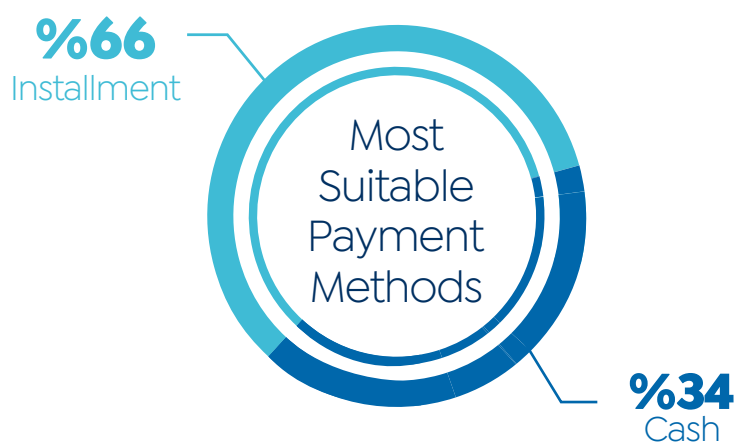 %66
Installment
Most
Suitable
Payment
Methods
%34
Cash